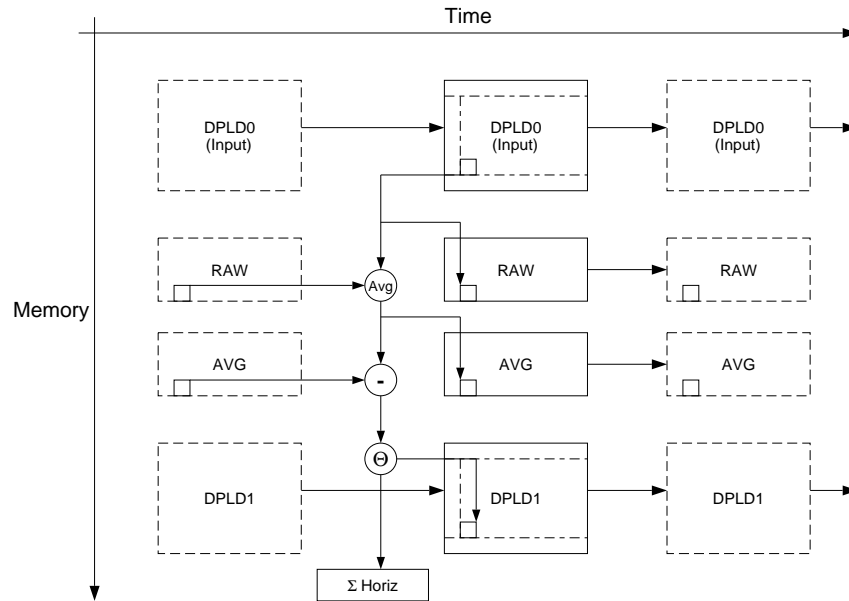 Time
DPLD0
(Input)
DPLD0
(Input)
DPLD0
(Input)
RAW
Avg
RAW
RAW
Memory
AVG
-
AVG
AVG
Θ
DPLD1
DPLD1
DPLD1
Σ Horiz